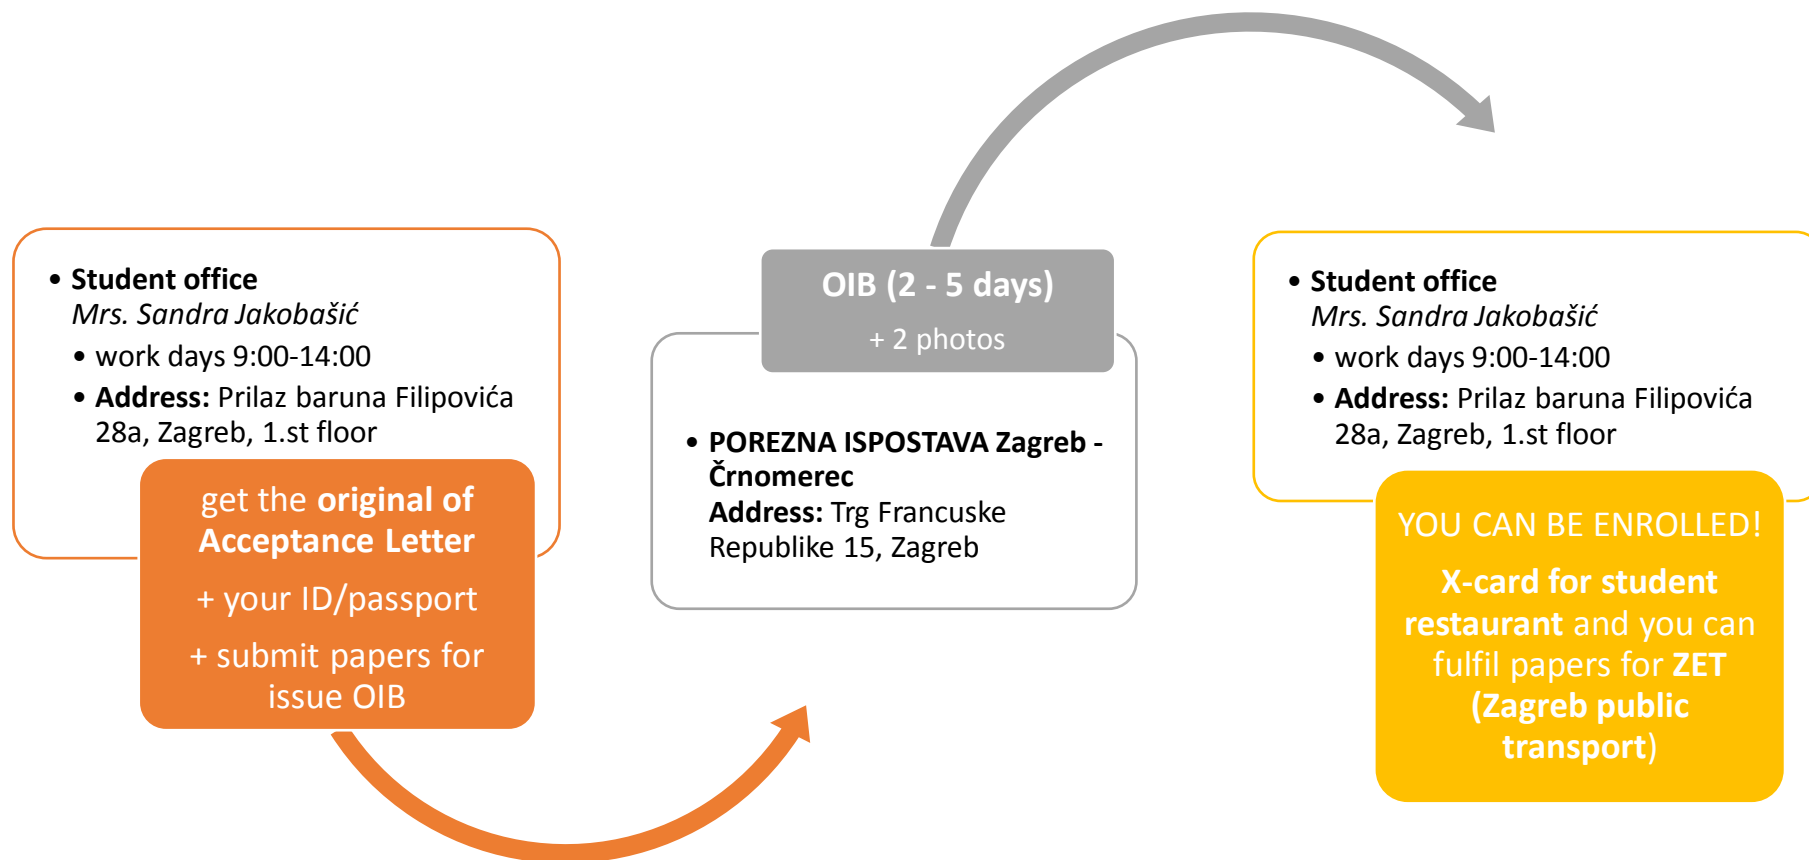 • Student office
Mrs. Sandra Jakobašić
• work days 9:00-14:00
• Address: Prilaz baruna Filipovića
28a, Zagreb, 1.st floor
get the original of
Acceptance Letter
+ your ID/passport
+ submit papers for
issue OIB
OIB (2 - 5 days)
+ 2 photos
• POREZNA ISPOSTAVA Zagreb -
Črnomerec
Address: Trg Francuske
Republike 15, Zagreb
• Student office
Mrs. Sandra Jakobašić
• work days 9:00-14:00
• Address: Prilaz baruna Filipovića
28a, Zagreb, 1.st floor
YOU CAN BE ENROLLED!
X-card for student
restaurant and you can
fulfil papers for ZET
(Zagreb public
transport)